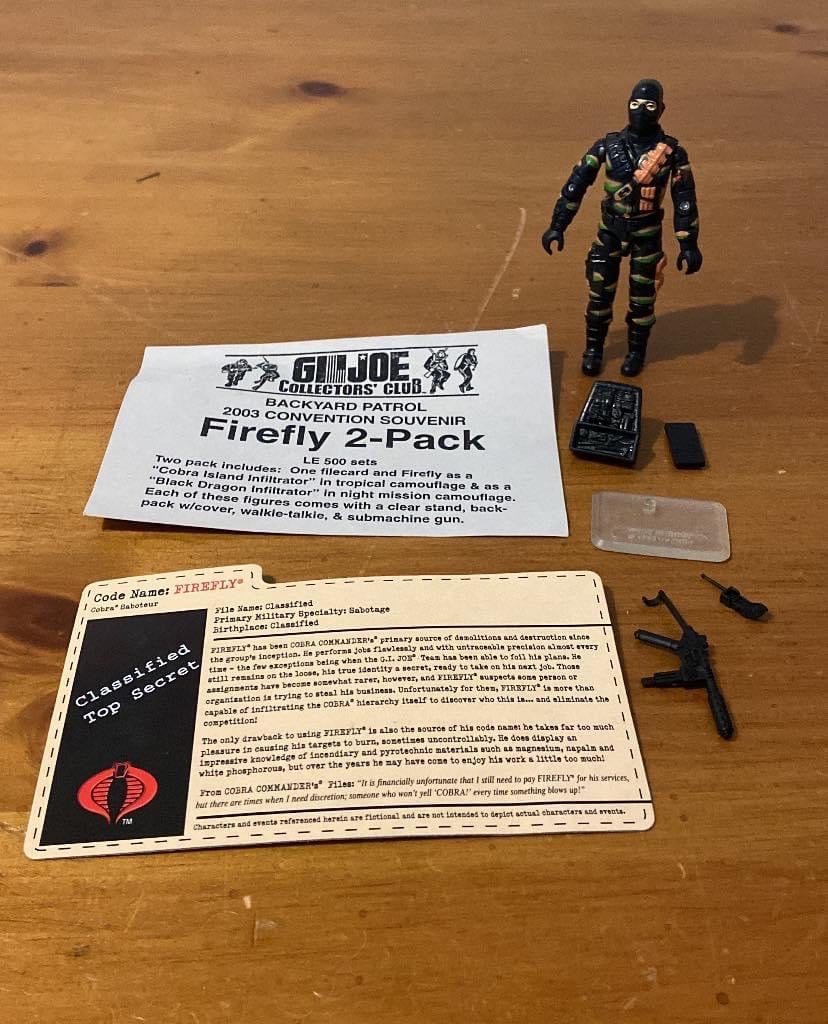 GI JOE
COLLECTORS' CLUB
BACKYARD PATROL
2003 CONVENTION SOUVENIR
Firefly 2-Pack
LE 500 sets
Two pack includes: One filecard and Firefly as a
"Cobra Island Infiltrator" in tropical camouflage & as a
"Black Dragon Infiltrator" in night mission camouflage.
Each of these figures comes with a clear stand, back-
pack w/cover, walkie-talkie, & submachine gun.
Code Name: FIREFLY®
Cobra® Saboteur
Classified
Top Secret
TM
File Name: Classified
Primary Military Specialty: Sabotage
Birthplace: Classified
FIREFLY® has been COBRA COMMANDER's® primary source of demolitions and destruction since
the group's inception. He performs jobs flawlessly and with untraceable precision almost every
time - the few exceptions being when the G.I. JOE® Team has been able to foil his plans. He
still remains on the loose, his true identity a secret, ready to take on his next job. Those
assignments have become somewhat rarer, however, and FIREFLY® suspects some person or
organization is trying to steal his business. Unfortunately for them, FIREFLY® is more than
capable of infiltrating the COBRA® hierarchy itself to discover who this is... and eliminate the
competition!
The only drawback to using FIREFLY® is also the source of his code name: he takes far too much
pleasure in causing his targets to burn, sometimes uncontrollably. He does display an
impressive knowledge of incendiary and pyrotechnic materials such as magnesium, napalm and
white phosphorous, but over the years he may have come to enjoy his work a little too much!
From COBRA COMMANDER's® Files: "It is financially unfortunate that I still need to pay FIREFLY® for his services,
but there are times when I need discretion; someone who won't yell 'COBRA!' every time something blows up!"
Characters and events referenced herein are fictional and are not intended to depict actual characters and events.